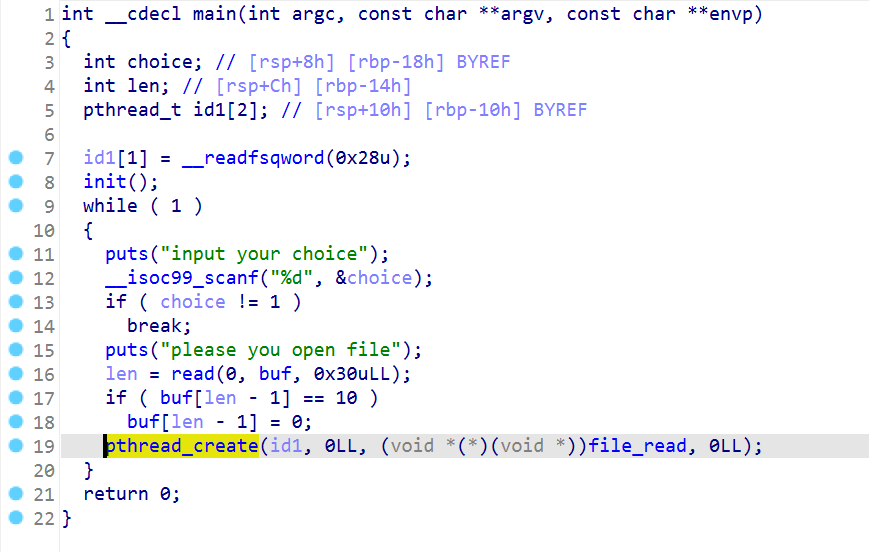 1 int __cdecl main(int argc, const char **argv, const char **envp)
2 {
3 int choice; // [rsp+8h] [rbp-18h] BYREF
4 int len; // [rsp+Ch] [rbp-14h]
5 pthread_t id1[2]; // [rsp+10h] [rbp-10h] BYREF
6
7 id1[1] = __readfsqword(0x28u);
8 init();
9 while ( 1 )
10 {
11 puts("input your choice");
12 __isoc99_scanf("%d", &choice);
13 if ( choice != 1 )
14 break;
15 puts("please you open file");
16 len = read(0, buf, 0x30uLL);
17 if ( buf[len - 1] == 10 )
18 buf[len - 1] = 0;
19 pthread_create(id1, 0LL, (void *(*)(void *))file_read, 0LL);
20 }
21 return 0;
22 }